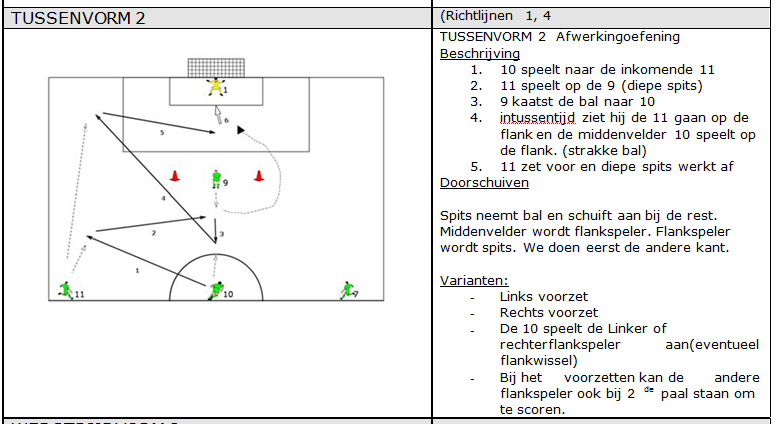 TUSSENVORM 2
(Richtlijnen 1, 4
TUSSENVORM 2 Afwerkingoefening
Beschrijving
1. 10 speelt naar de inkomende 11
2. 11 speelt op de 9 (diepe spits)
3. 9 kaatst de bal naar 10
4. intussentijd ziet hij de 11 gaan op de
flank en de middenvelder 10 speelt op
de flank. (strakke bal)
5. 11 zet voor en diepe spits werkt af
Doorschuiven
Spits neemt bal en schuift aan bij de rest.
Middenvelder wordt flankspeler. Flankspeler
wordt spits. We doen eerst de andere kant.
Varianten:
- Links voorzet
- Rechts voorzet
- De 10 speelt de Linker of
rechterflankspeler aan(eventueel
flankwissel)
- Bij het voorzetten kan de andere
flankspeler ook bij 2 de paal staan om
te scoren.
1
6
5
9
4
2
3
1
11
10
7